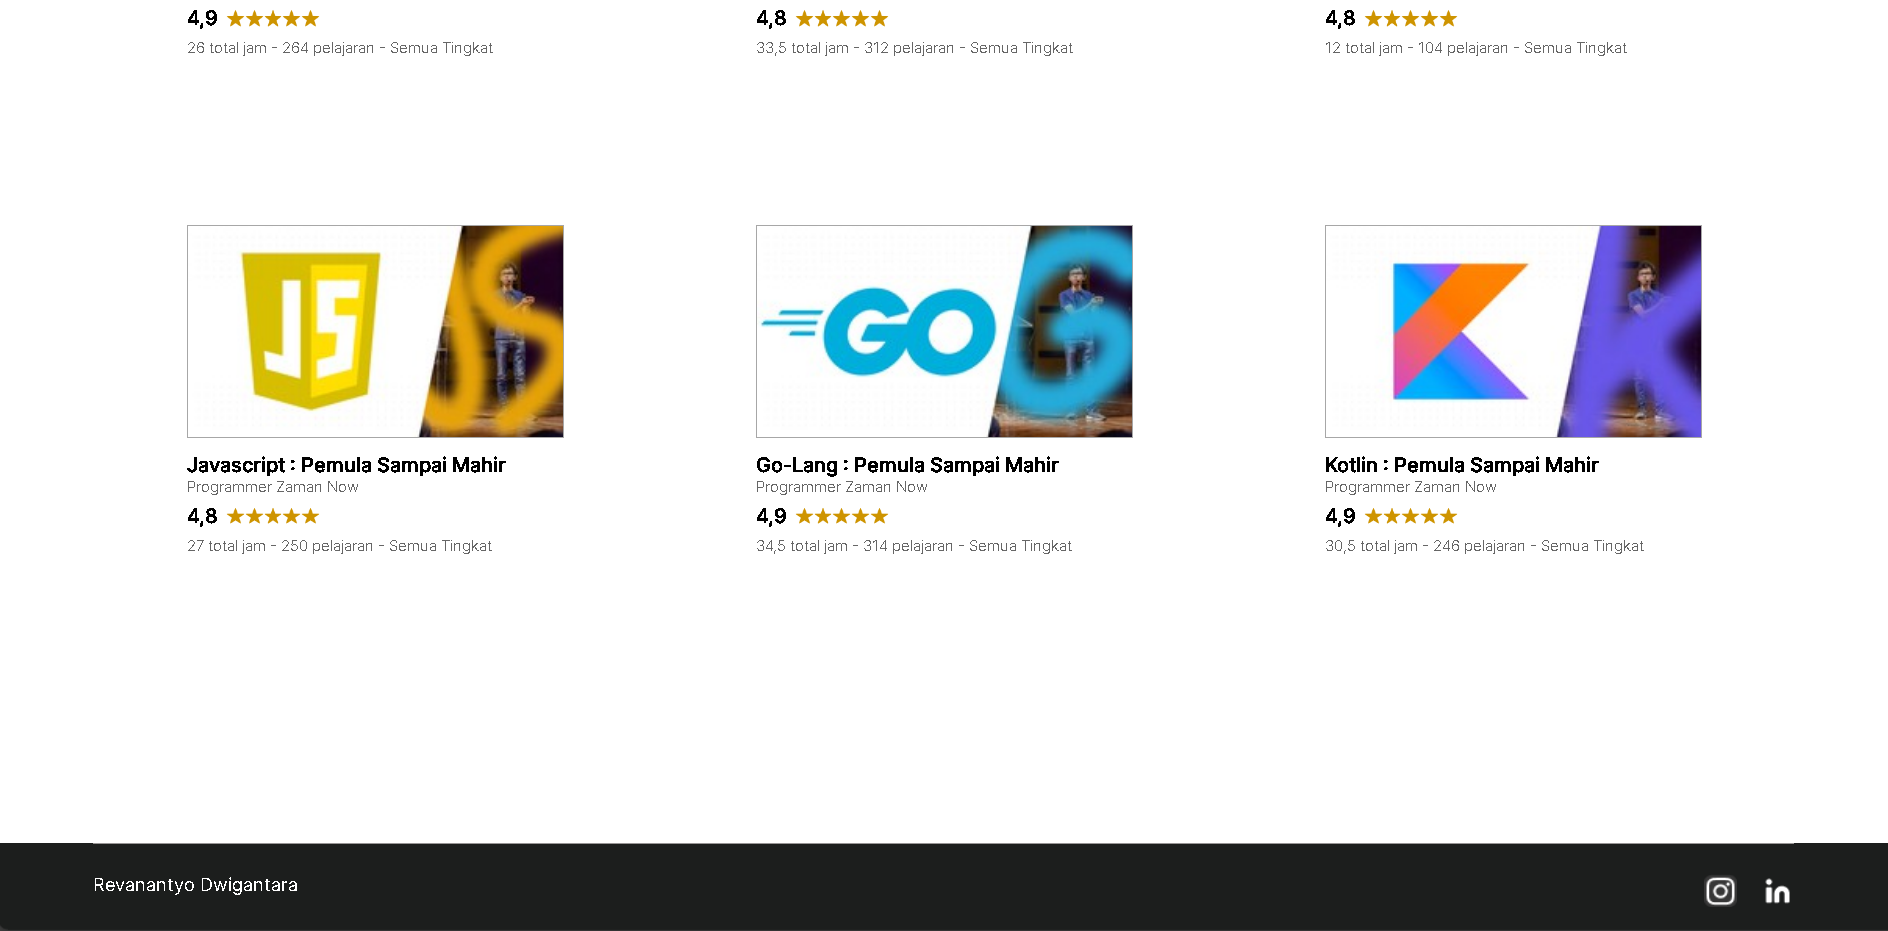 4,9 ★★★★★
26 total jam - 264 pelajaran - Semua Tingkat
4,8 ★★★★★
33,5 total jam - 312 pelajaran - Semua Tingkat
4,8 ★★★★★
12 total jam - 104 pelajaran - Semua Tingkat
JS
JS
Javascript : Pemula Sampai Mahir
Programmer Zaman Now
4,8 ★★★★★
27 total jam - 250 pelajaran - Semua Tingkat
GO
G
Go-Lang : Pemula Sampai Mahir
Programmer Zaman Now
4,9 ★★★★★
34,5 total jam - 314 pelajaran - Semua Tingkat
K
Kotlin : Pemula Sampai Mahir
Programmer Zaman Now
4,9 ★★★★★
30,5 total jam - 246 pelajaran - Semua Tingkat
Revanantyo Dwigantara
in